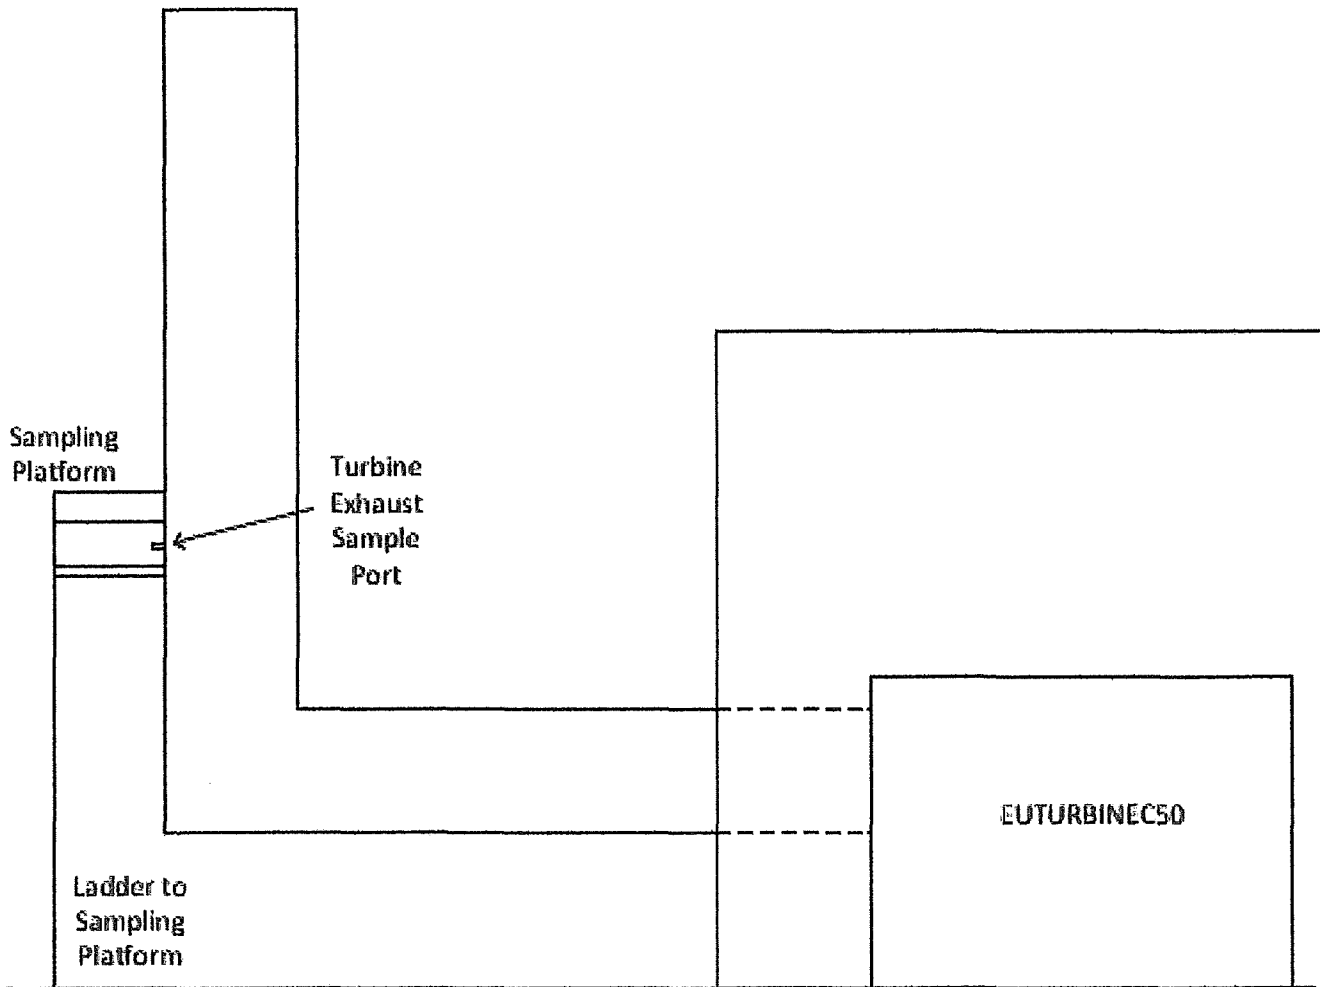 Sampling
Platform
Turbine
Exhaust
Sample
Port
EUTURBINEC50
Ladder to
Sampling
Platform